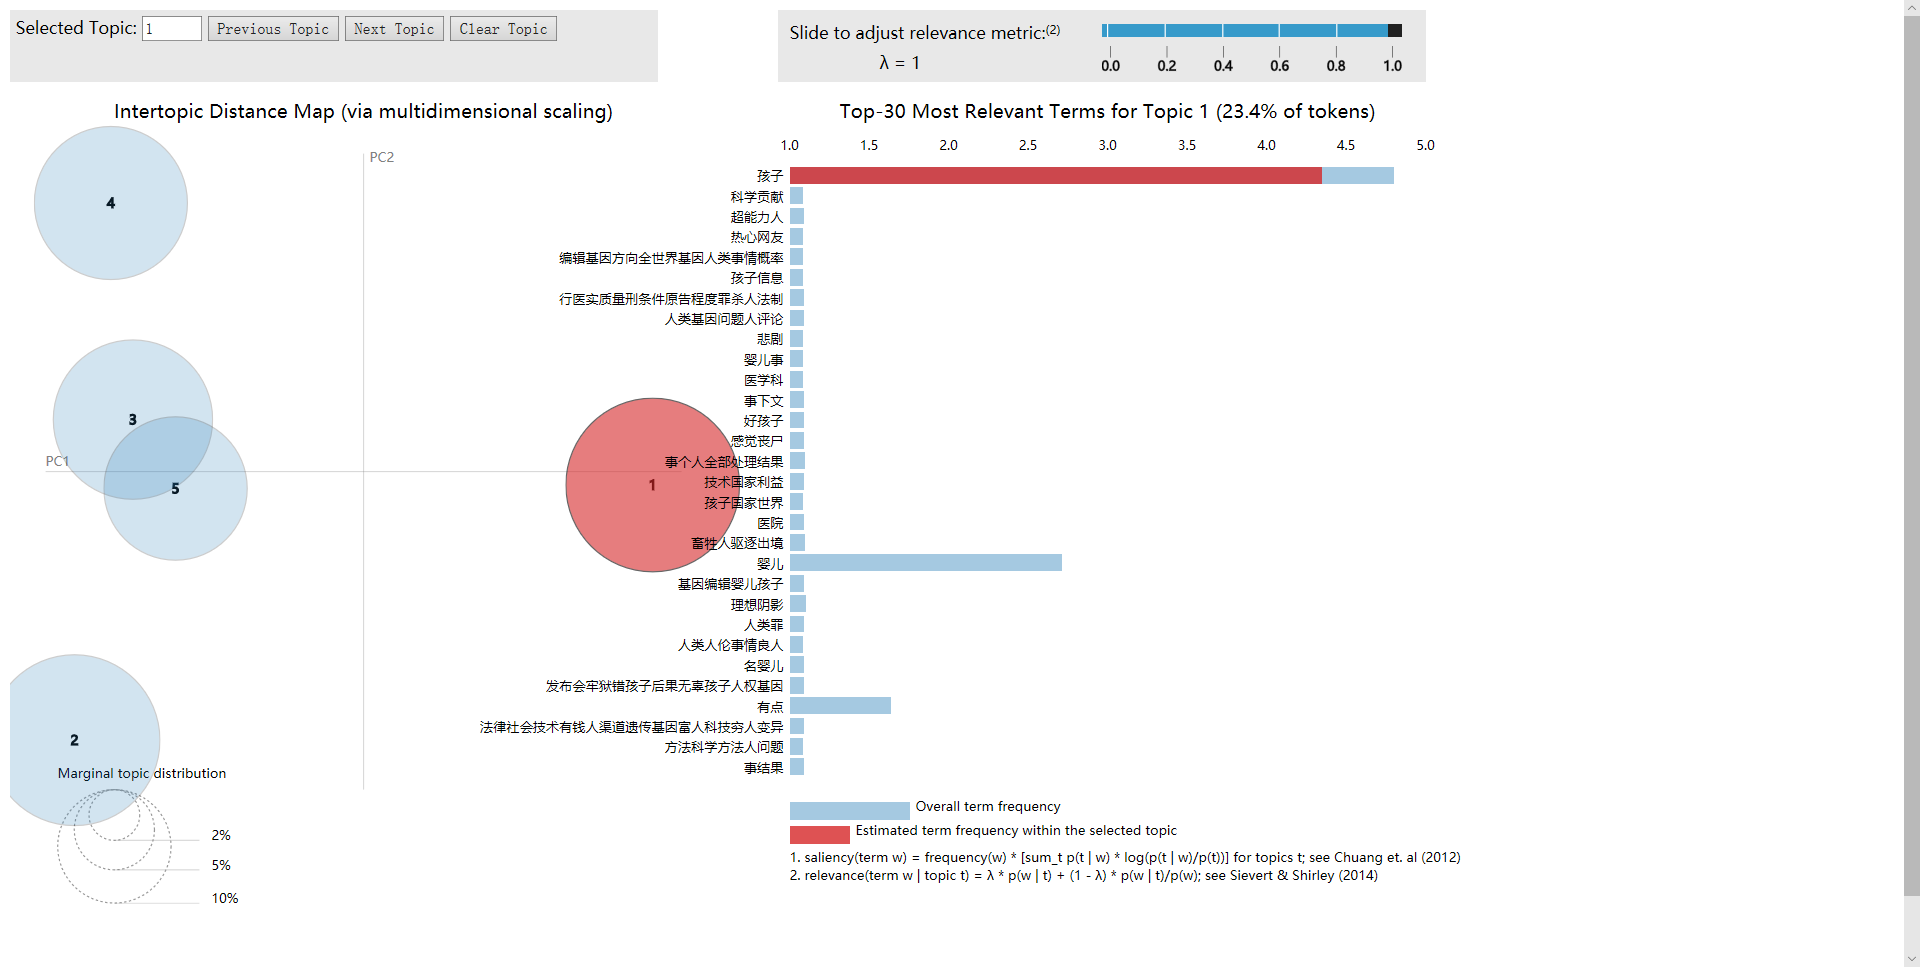 Selected Topic: 1 Previous Topic Next Topic Clear Topic
Slide to adjust relevance metric:(2)
λ = 1
0.0 0.2 0.4 0.6 0.8 1.0
Intertopic Distance Map (via multidimensional scaling)
PC2
PC1
4
3
5
1
2
Marginal topic distribution
2%
5%
10%
Top-30 Most Relevant Terms for Topic 1 (23.4% of tokens)
1.0 1.5 2.0 2.5 3.0 3.5 4.0 4.5 5.0
孩子
科学贡献
超能力人
热心网友
编辑基因方向全世界基因人类事情概率
孩子信息
行医实质量刑条件原告程度罪杀人法制
人类基因问题人评论
悲剧
婴儿事
医学科
事下文
好孩子
感觉丧尸
事个人全部处理结果
技术国家利益
孩子国家世界
医院
畜牲人驱逐出境
婴儿
基因编辑婴儿孩子
理想阴影
人类罪
人类人伦事情良人
名婴儿
发布会牢狱错孩子后果无辜孩子人权基因
有点
法律社会技术有钱人渠道遗传基因富人科技穷人变异
方法科学方法人问题
事结果
Overall term frequency
Estimated term frequency within the selected topic
1. saliency(term w) = frequency(w) * [sum_t p(t | w) * log(p(t | w)/p(t))] for topics t; see Chuang et. al (2012)
2. relevance(term w | topic t) = λ * p(w | t) + (1 - λ) * p(w | t)/p(w); see Sievert & Shirley (2014)